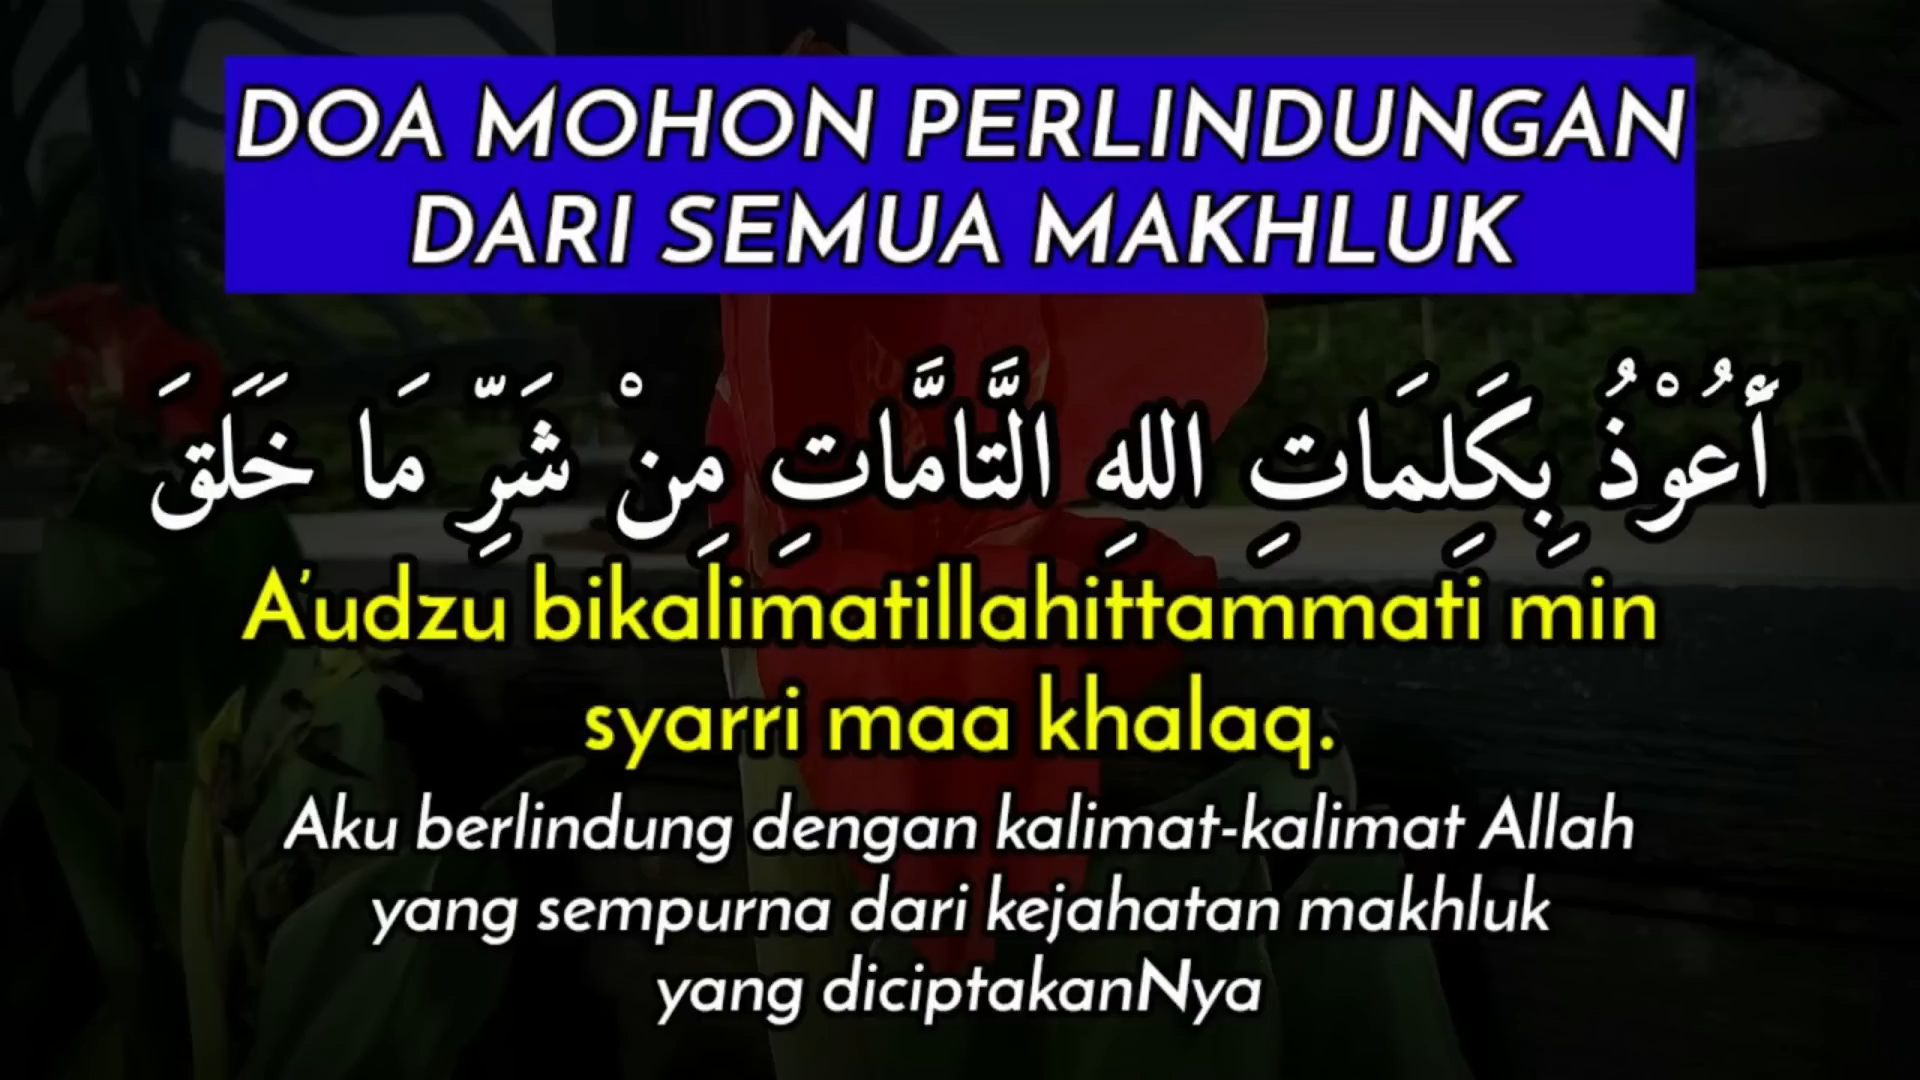 DOA MOHON PERLINDUNGAN
DARI SEMUA MAKHLUK
أَعُوْذُ بِكَلِمَاتِ اللهِ التَّامَّاتِ مِنْ شَرِّ مَا خَلَقَ
A'udzu bikalimatillahittammati min
syarri maa khalaq.
Aku berlindung dengan kalimat-kalimat Allah
yang sempurna dari kejahatan makhluk
yang diciptakanNya